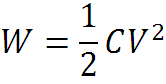 W = 1/2 CV²